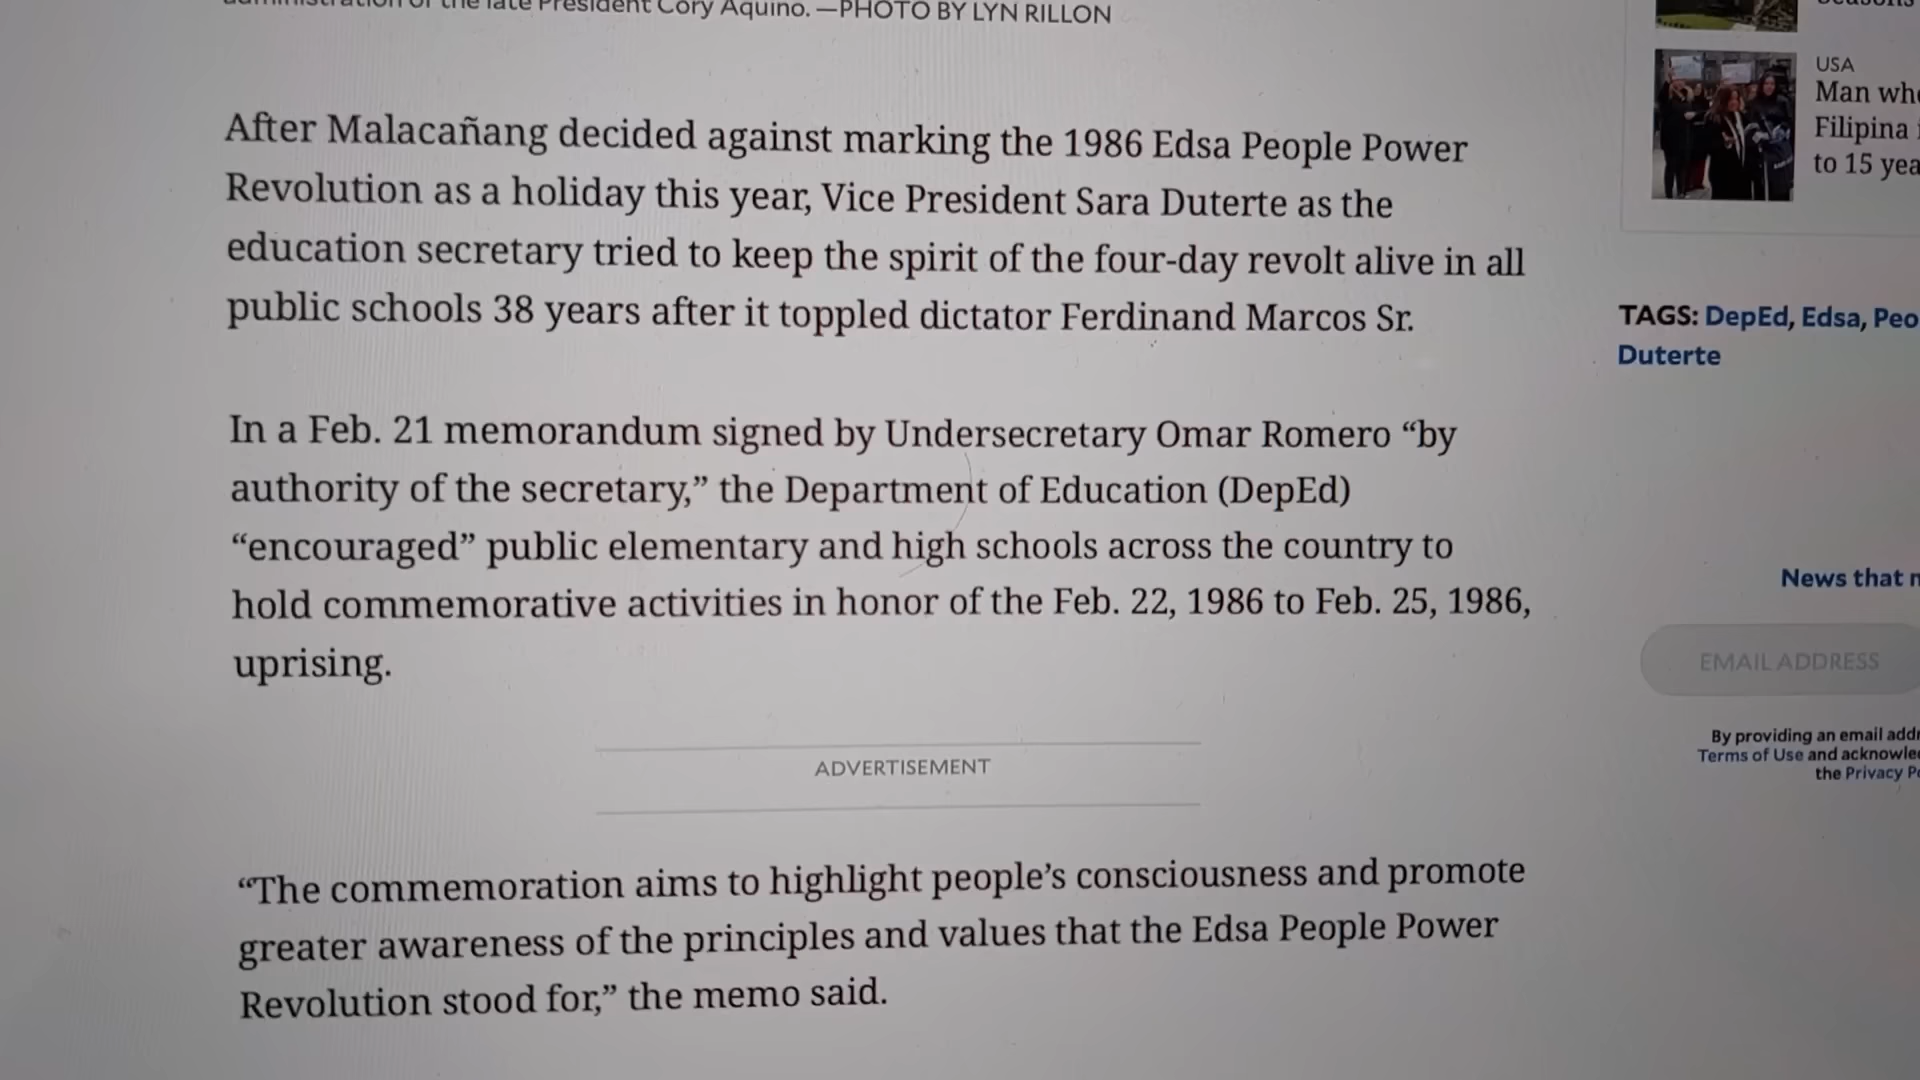 the late President Cory Aquino. —PHOTO BY LYN RILLON
After Malacañang decided against marking the 1986 Edsa People Power
Revolution as a holiday this year, Vice President Sara Duterte as the
education secretary tried to keep the spirit of the four-day revolt alive in all
public schools 38 years after it toppled dictator Ferdinand Marcos Sr.
In a Feb. 21 memorandum signed by Undersecretary Omar Romero “by
authority of the secretary,” the Department of Education (DepEd)
“encouraged” public elementary and high schools across the country to
hold commemorative activities in honor of the Feb. 22, 1986 to Feb. 25, 1986,
uprising.
ADVERTISEMENT
“The commemoration aims to highlight people’s consciousness and promote
greater awareness of the principles and values that the Edsa People Power
Revolution stood for,” the memo said.
USA
Man
Filipina
to 15
TAGS: DepEd, Edsa,
Duterte
News that
EMAIL ADDRESS
By providing an email
Terms of Use and
the Privacy